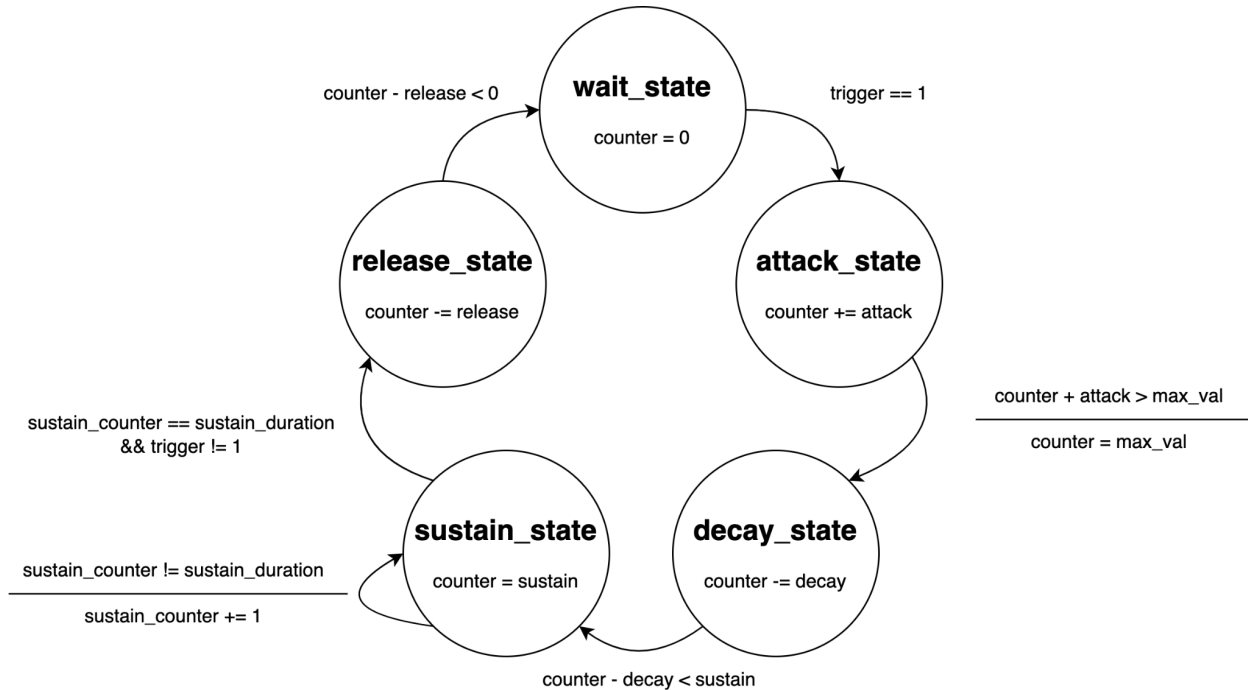 wait_state
counter = 0
trigger == 1
attack_state
counter += attack
counter + attack > max_val
counter = max_val
decay_state
counter -= decay
counter - decay < sustain
sustain_state
counter = sustain
sustain_counter != sustain_duration
sustain_counter += 1
sustain_counter == sustain_duration
&& trigger != 1
release_state
counter -= release
counter - release < 0